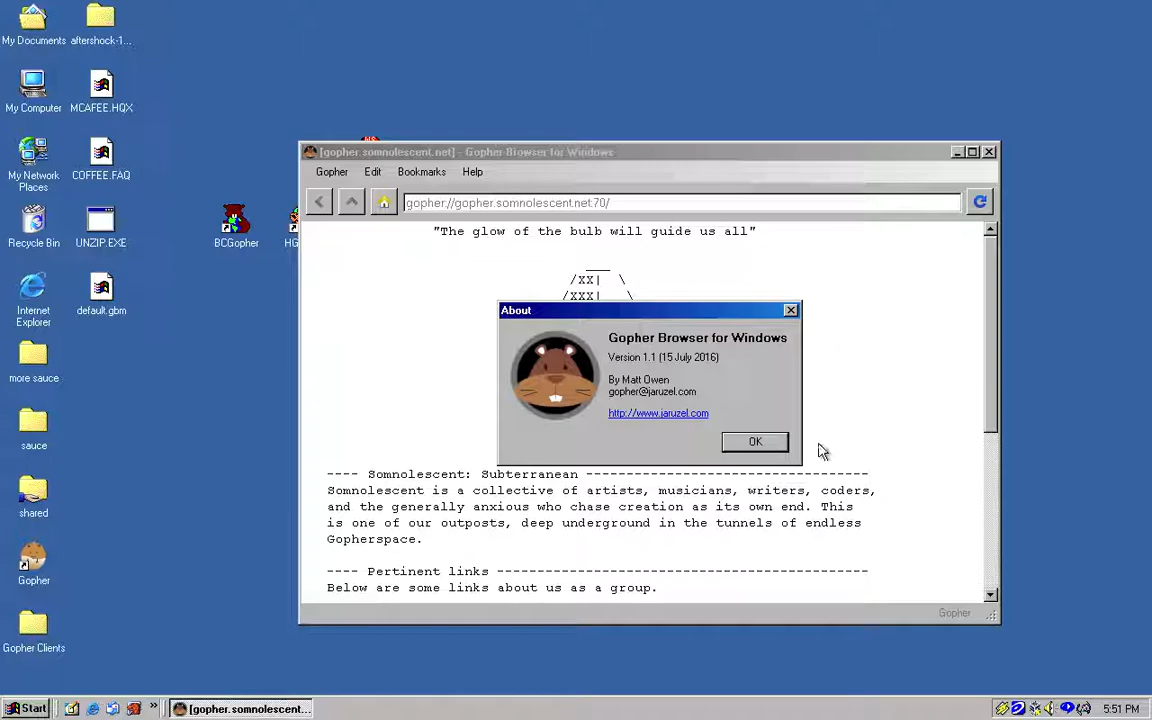 My Documents
aftershock-1...
My Computer
MCAFEE.HQX
My Network
Places
COFFEE.FAQ
Recycle Bin
UNZIP.EXE
BCGopher
Internet
Explorer
default.gbm
more sauce
sauce
shared
Gopher
Gopher Clients
[gopher.somnolescent.net] - Gopher Browser for Windows
Gopher Edit Bookmarks Help
gopher://gopher.somnolescent.net:70/
"The glow of the bulb will guide us all"
___
/XX| \
/XXX| \
About
Gopher Browser for Windows
Version 1.1 (15 July 2016)
By Matt Owen
gopher@jaruzel.com
http://www.jaruzel.com
OK
---- Somnolescent: Subterranean --------------------------------
Somnolescent is a collective of artists, musicians, writers, coders,
and the generally anxious who chase creation as its own end. This
is one of our outposts, deep underground in the tunnels of endless
Gopherspace.
---- Pertinent links ------------------------------------------
Below are some links about us as a group.
Gopher
Start
[gopher.somnolescent...
5:51 PM